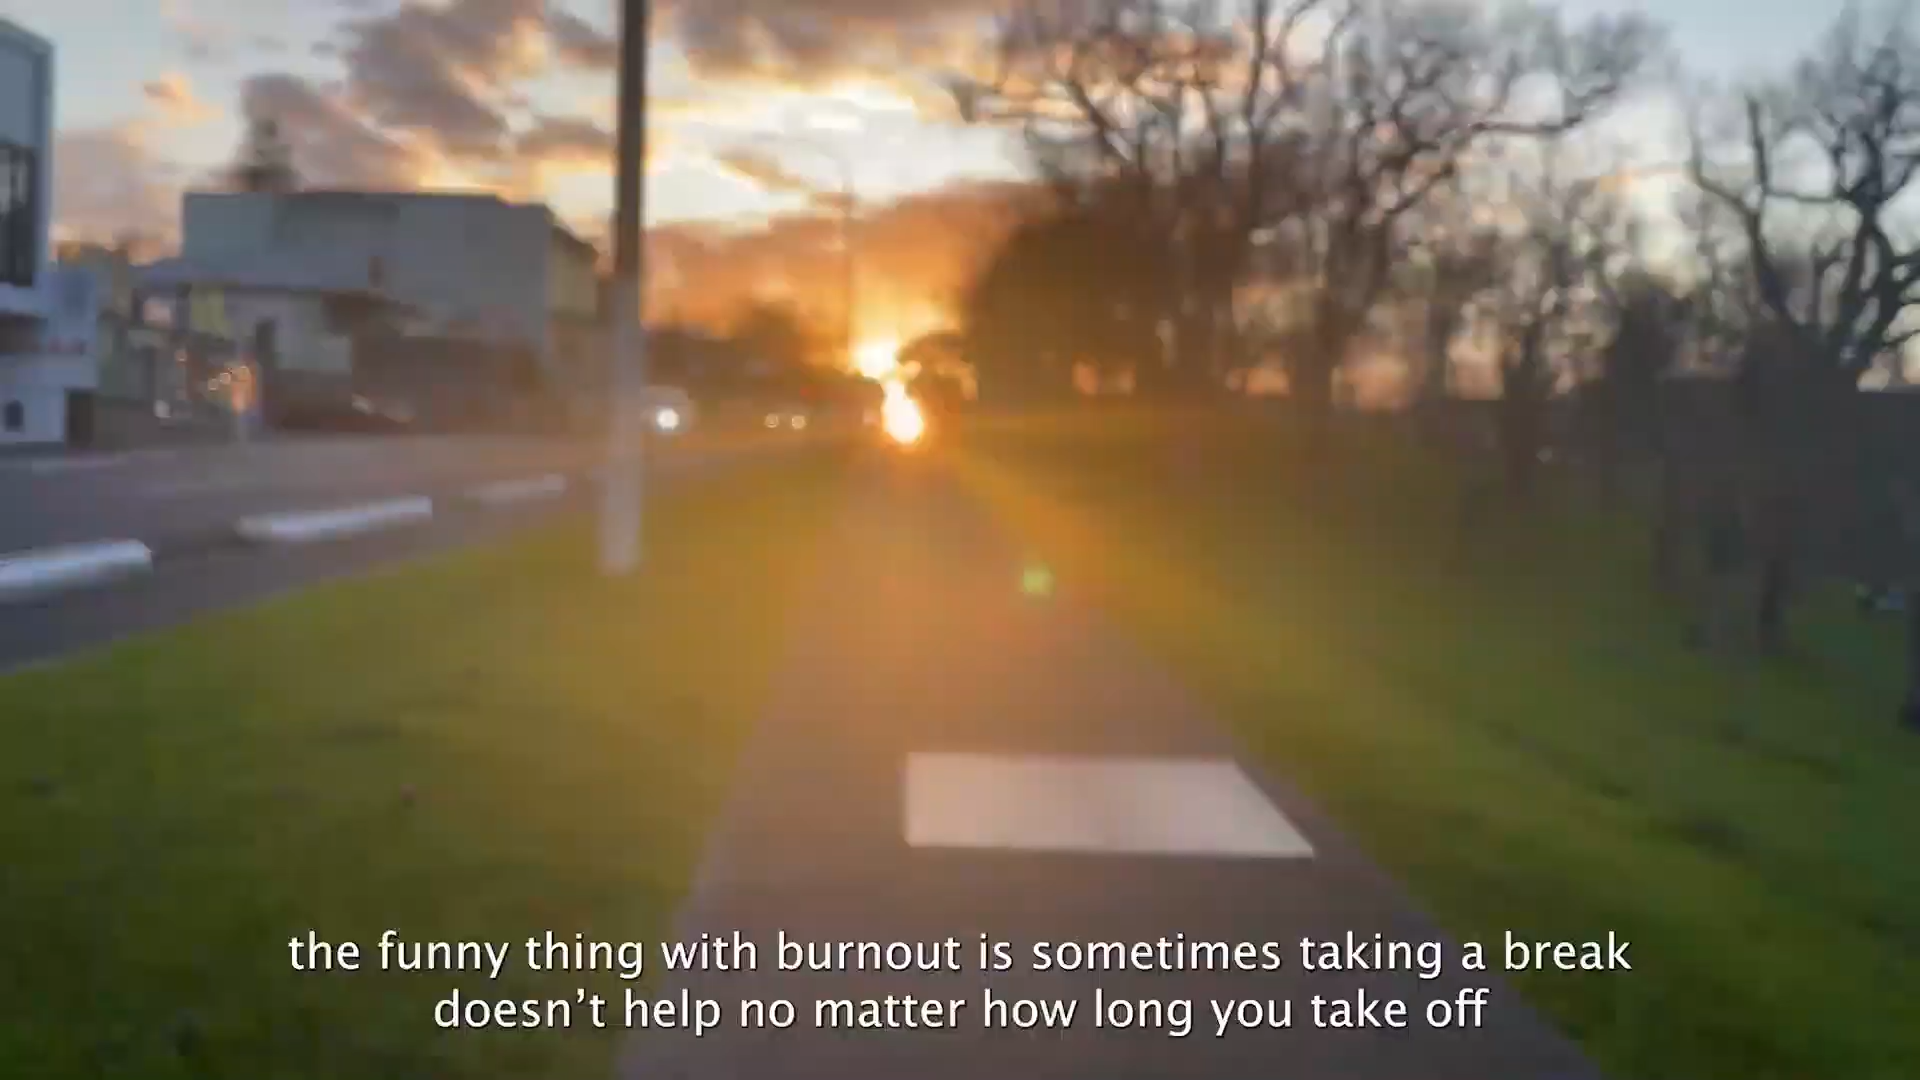 the funny thing with burnout is sometimes taking a break
doesn’t help no matter how long you take off